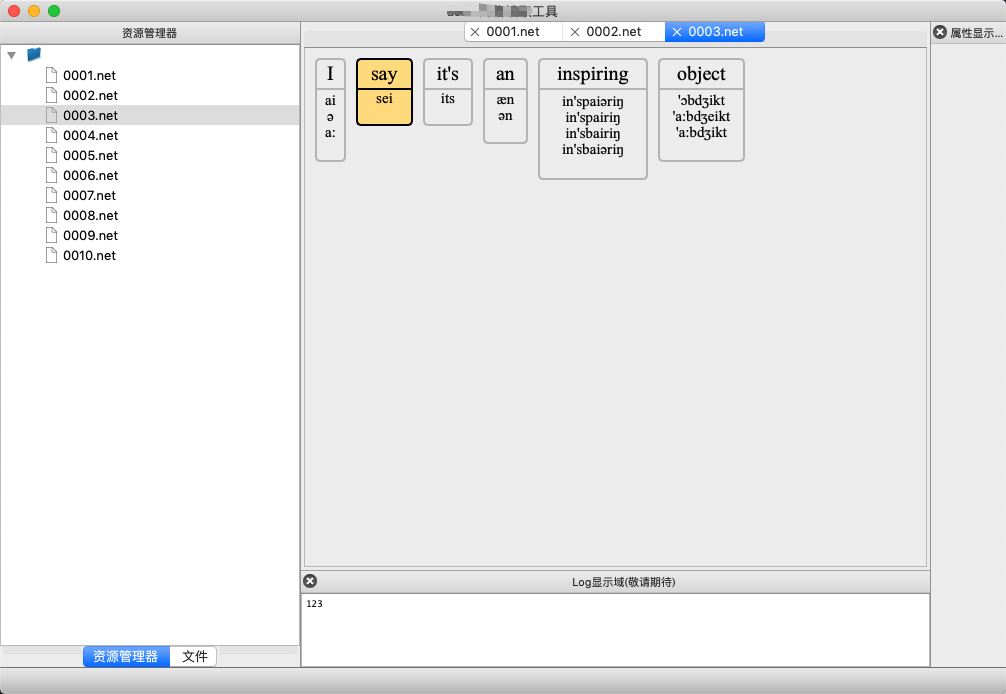 工具
资源管理器
0001.net
0002.net
0003.net
0004.net
0005.net
0006.net
0007.net
0008.net
0009.net
0010.net
资源管理器 文件
0001.net 0002.net 0003.net
I
ai
ə
a:
say
sei
it's
its
an
æn
ən
inspiring
in'spaiəriŋ
in'spairiŋ
in'sbairiŋ
in'sbaiəriŋ
object
'ɔbdʒikt
'a:bdʒeikt
'a:bdʒikt
Log显示域(敬请期待)
123
属性显示...